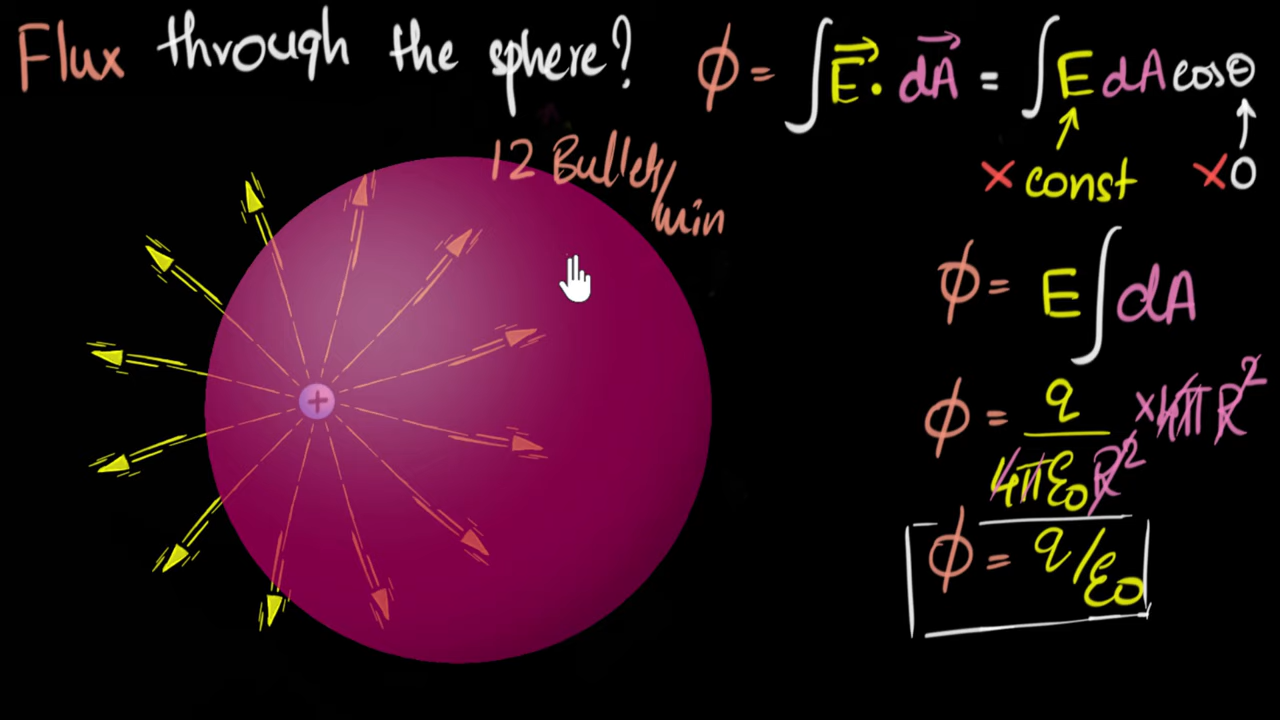 Flux through the sphere?
ϕ = ∫ E⃗ · dA⃗ = ∫ E dA cosθ
× const
× 0
12 Bullets/min
ϕ = E ∫ dA
ϕ = q / 4πε₀R² × 4πR²
ϕ = q/ε₀
+